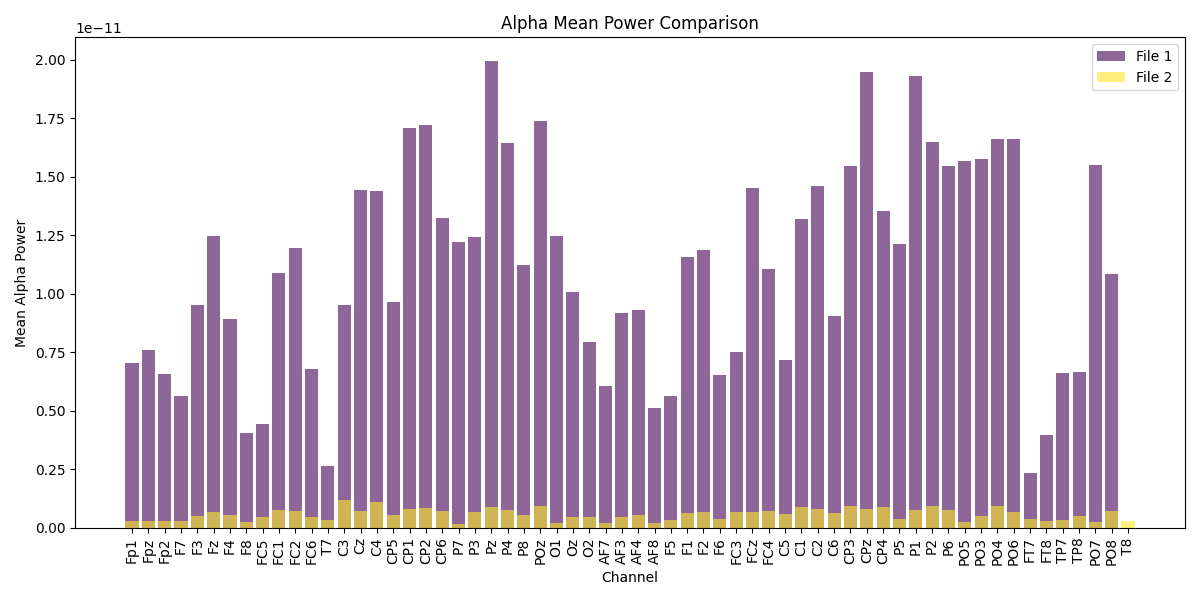 Alpha Mean Power Comparison
1e−11
File 1
File 2
2.00
1.75
1.50
1.25
1.00
0.75
0.50
0.25
0.00
Mean Alpha Power
Fp1 Fpz Fp2 F7 F3 Fz F4 F8 FC5 FC1 FC2 FC6 T7 C3 Cz C4 CP5 CP1 CP2 CP6 P7 P3 Pz P4 P8 POz O1 Oz O2 AF7 AF3 AF4 AF8 F5 F1 F2 F6 FC3 FCz FC4 C5 C1 C2 C6 CP3 CPz CP4 P5 P1 P2 P6 PO5 PO3 PO4 PO6 FT7 FT8 TP7 TP8 PO7 PO8 T8
Channel